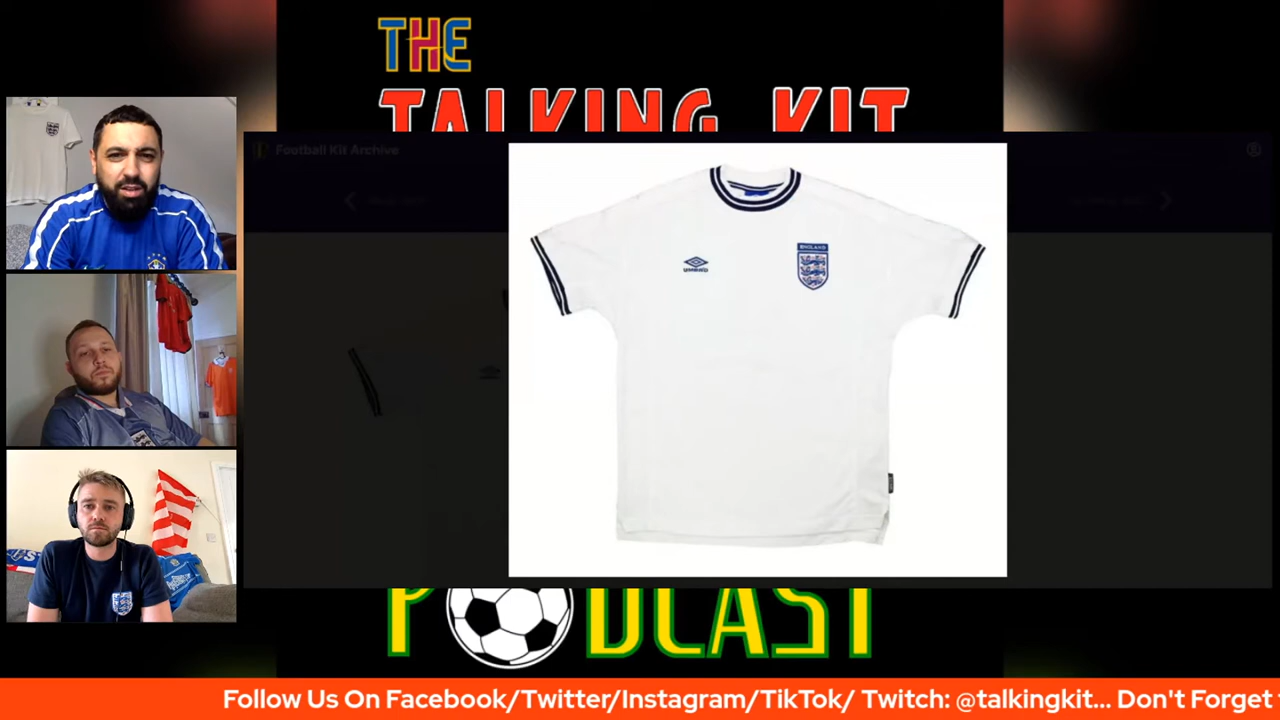 THE
TALKING KIT
Football Kit Archive
UMBRO
ENGLAND
PODCAST
Follow Us On Facebook/Twitter/Instagram/TikTok/ Twitch: @talkingkit... Don't Forget